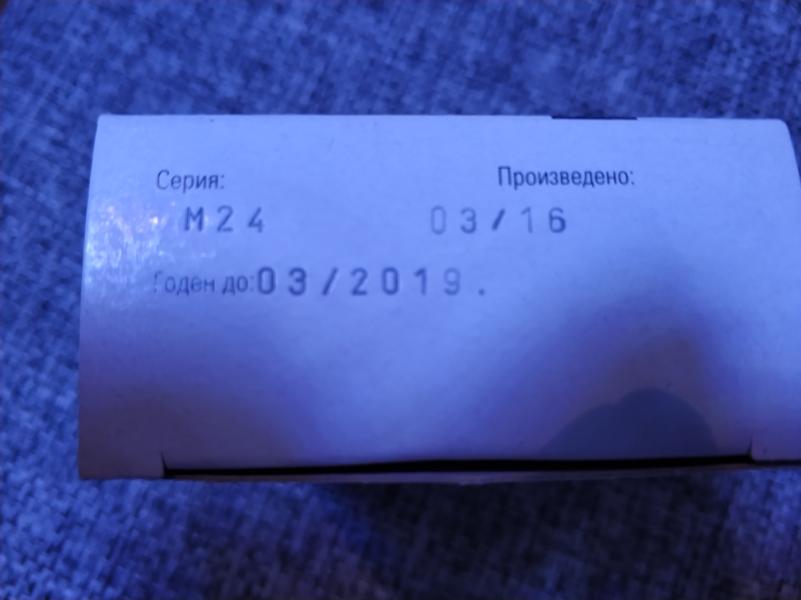 Серия: Произведено:
M24 03/16
Годен до: 03/2019.